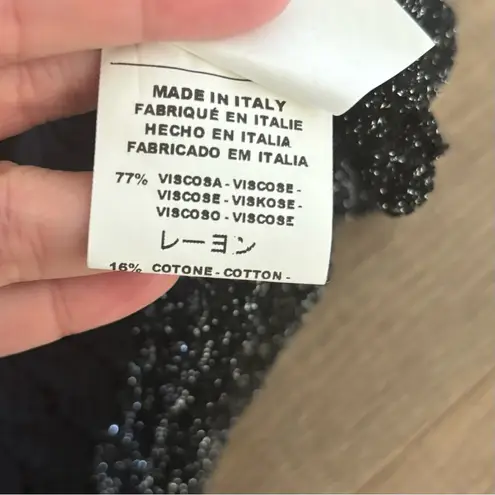 MADE IN ITALY
FABRIQUÉ EN ITALIE
HECHO EN ITALIA
FABRICADO EM ITALIA
77% VISCOSA - VISCOSE -
VISCOSE - VISKOSE -
VISCOSO - VISCOSE
レーヨン
16% COTONE - COTTON -